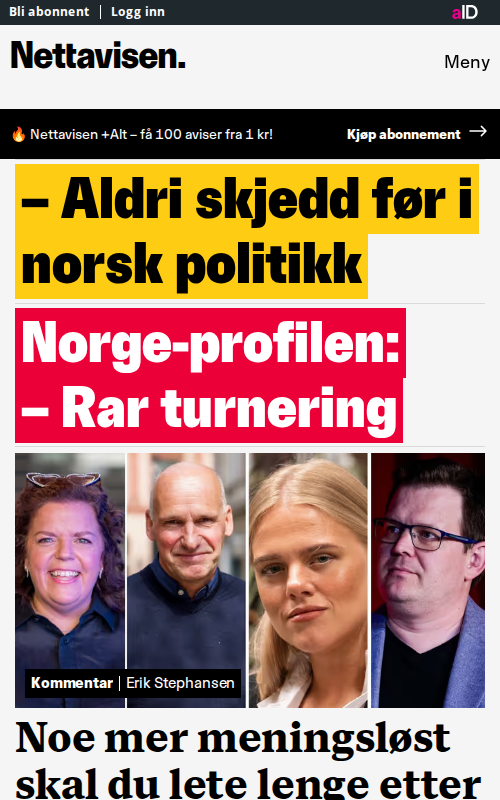 Bli abonnent | Logg inn
aID
Nettavisen.
Meny
🔥 Nettavisen +Alt – få 100 aviser fra 1 kr!
Kjøp abonnement →
– Aldri skjedd før i
norsk politikk
Norge-profilen:
– Rar turnering
Kommentar | Erik Stephansen
Noe mer meningsløst
skal du lete lenge etter